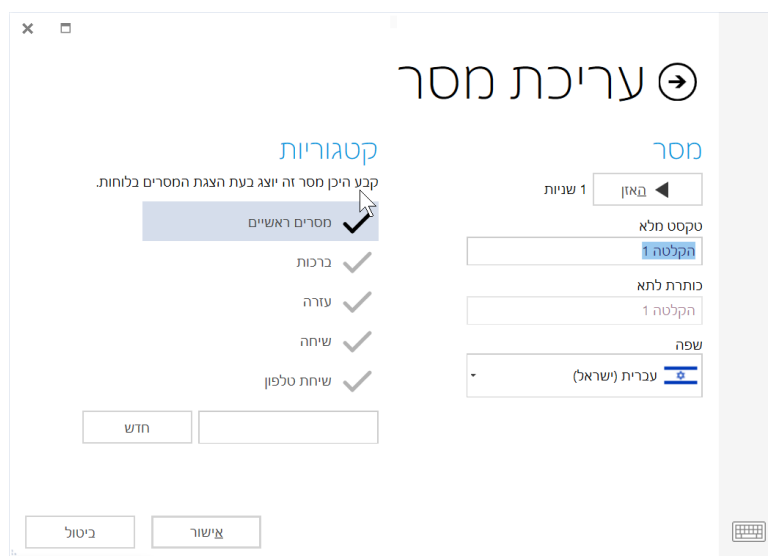 עריכת מסר
מסר
האזן
1 שניות
טקסט מלא
הקלטה 1
כותרת לתא
הקלטה 1
שפה
עברית (ישראל)
קטגוריות
קבע היכן מסר זה יוצג בעת הצגת המסרים בלוחות.
מסרים ראשיים
ברכות
עזרה
שיחה
שיחת טלפון
חדש
אישור
ביטול